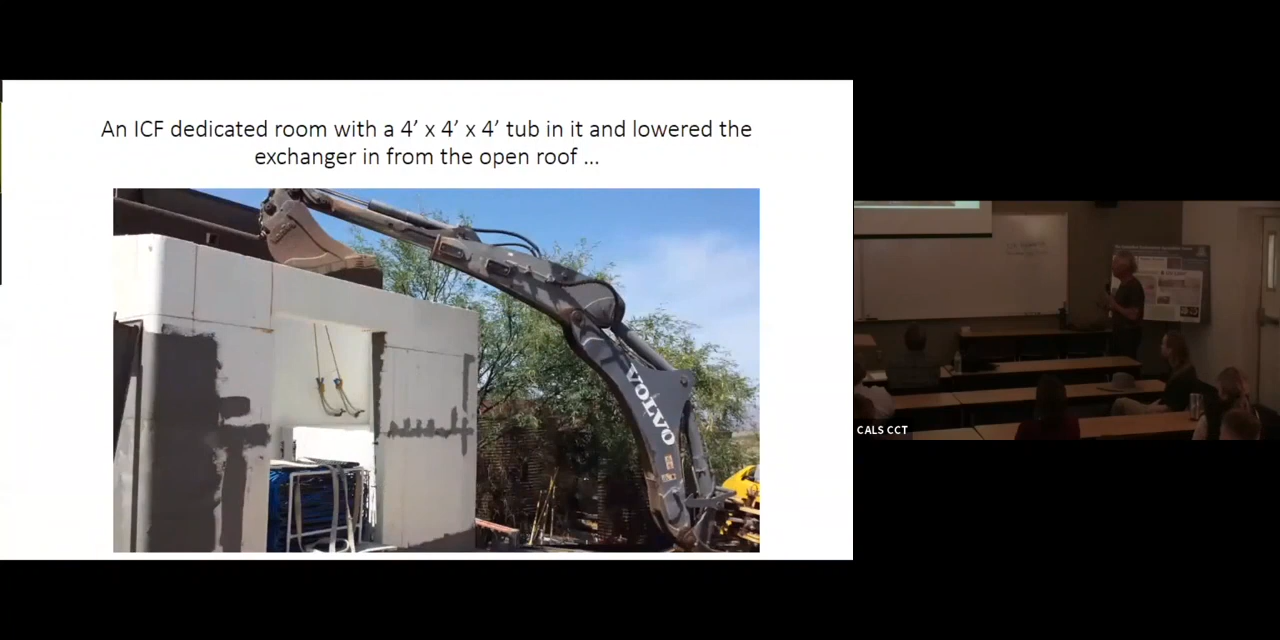 An ICF dedicated room with a 4’ x 4’ x 4’ tub in it and lowered the
exchanger in from the open roof ...
VOLVO
CALS CCT